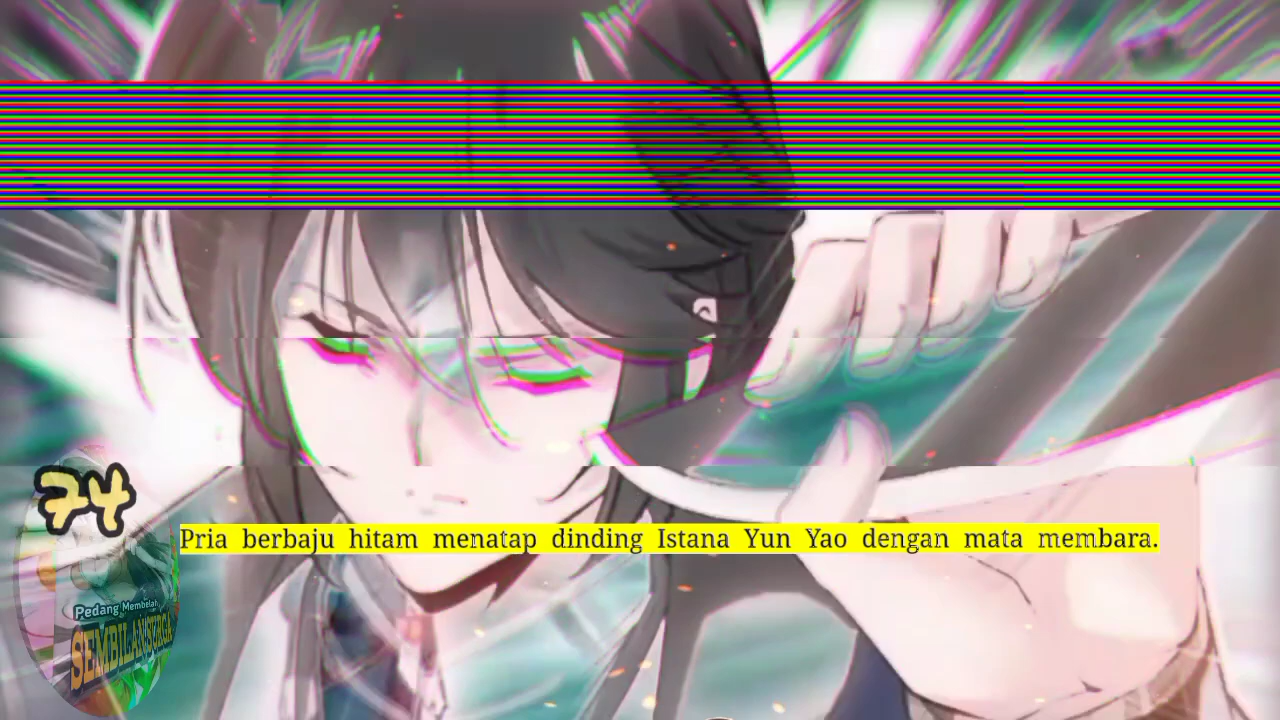 74
Pria berbaju hitam menatap dinding Istana Yun Yao dengan mata membara.
Pedang Membelah
SEMBILAN SURGA